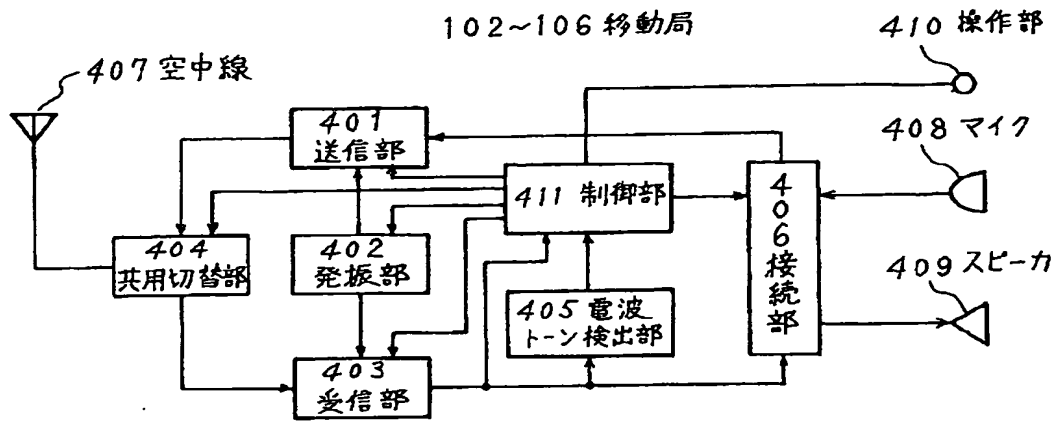 102～106 移動局
410 操作部
407 空中線
401
送信部
408 マイク
411 制御部
406接続部
404
共用切替部
402
発振部
409 スピーカ
405 電波
トーン検出部
403
受信部